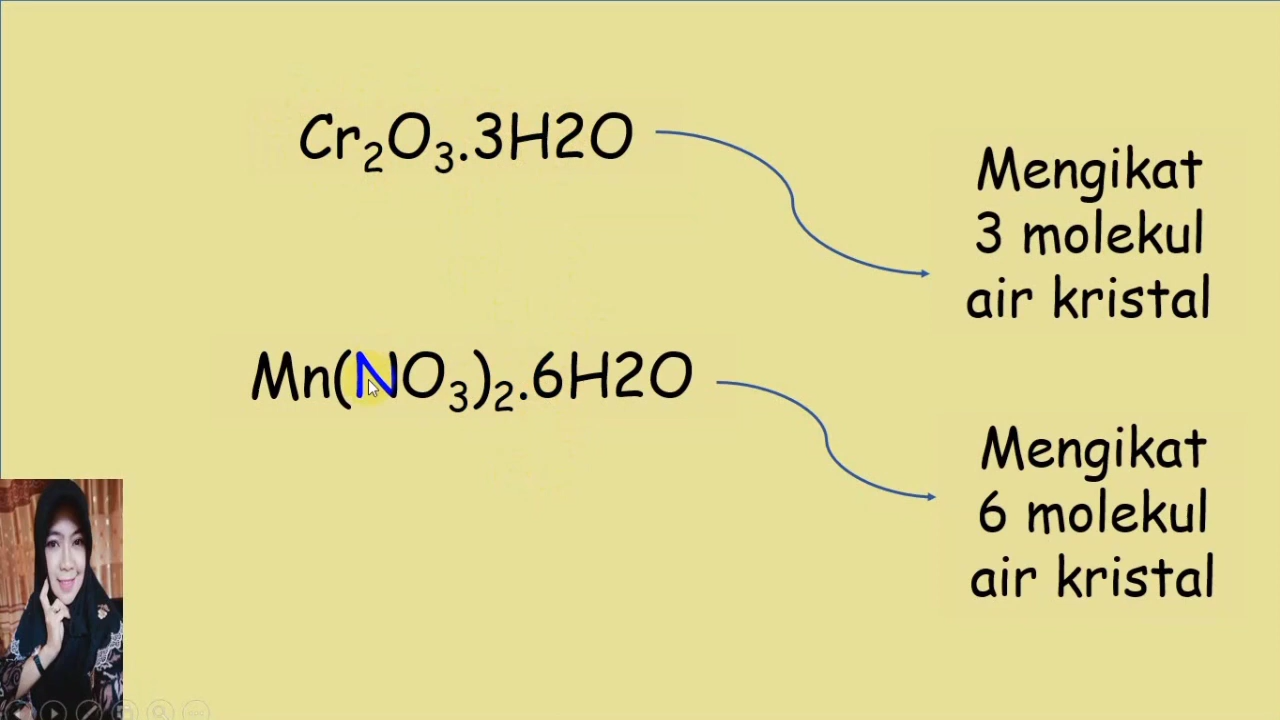 Cr₂O₃.3H2O
Mengikat
3 molekul
air kristal
Mn(NO₃)₂.6H2O
Mengikat
6 molekul
air kristal